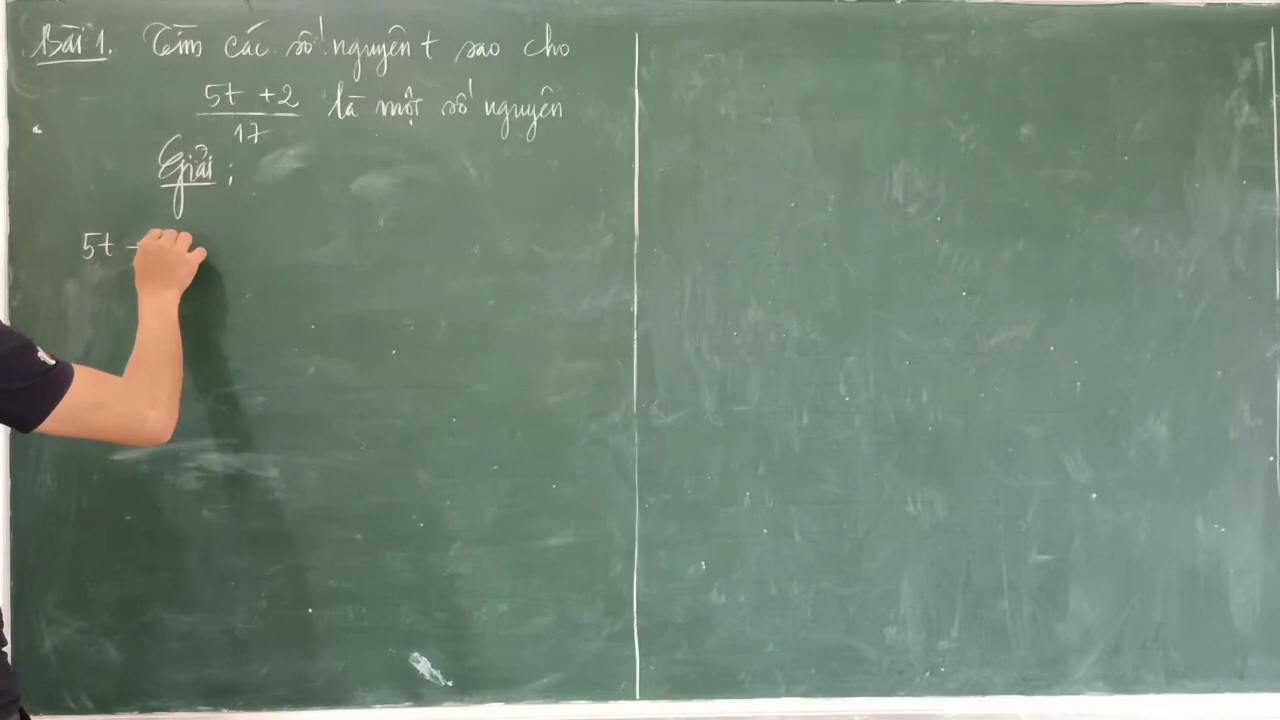 Bài 1. Tìm các số nguyên t sao cho
5t + 2 là một số nguyên
17
Giải:
5t -